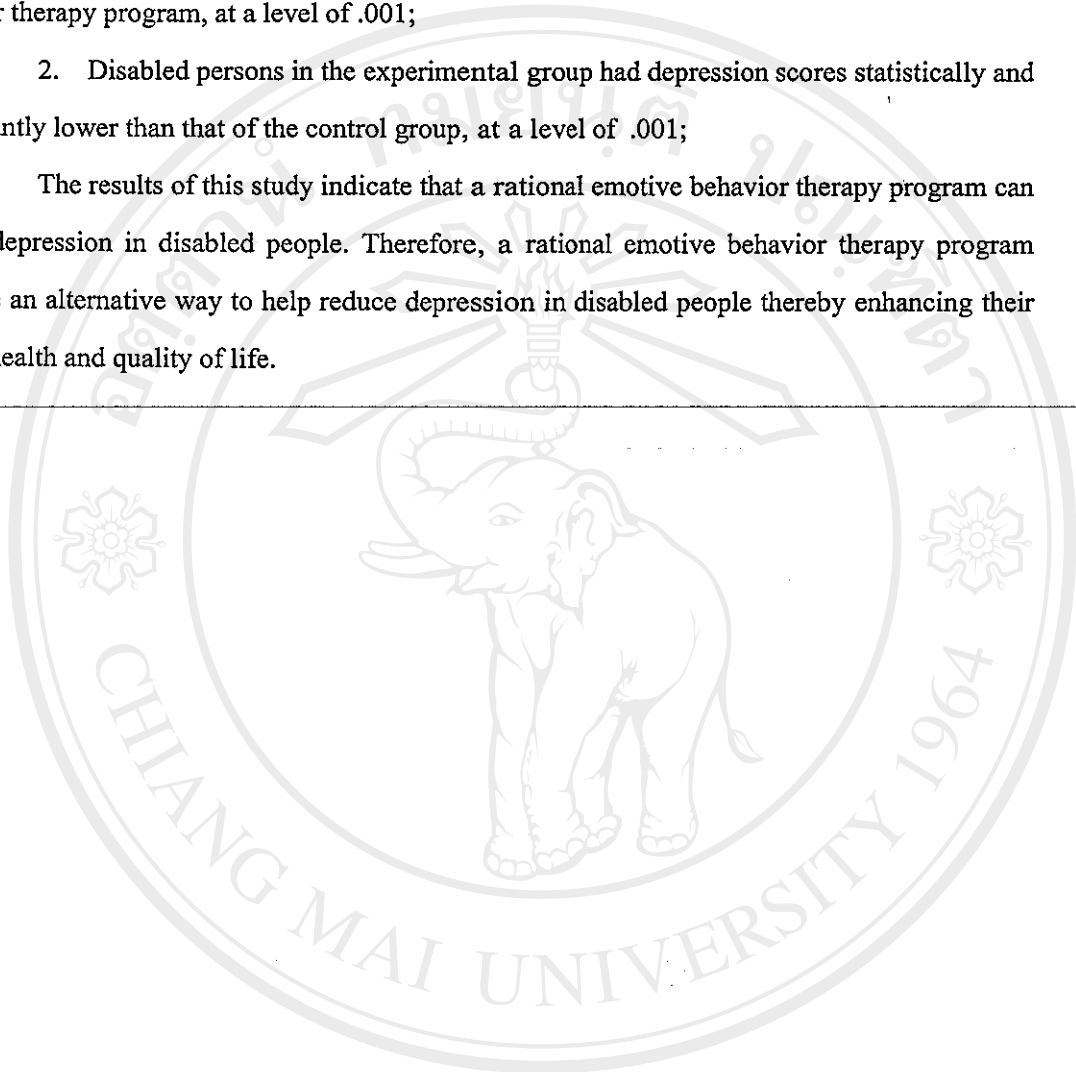 therapy program, at a level of .001;
2. Disabled persons in the experimental group had depression scores statistically and
ntly lower than that of the control group, at a level of .001;
The results of this study indicate that a rational emotive behavior therapy program can
depression in disabled people. Therefore, a rational emotive behavior therapy program
an alternative way to help reduce depression in disabled people thereby enhancing their
ealth and quality of life.
CHIANG MAI UNIVERSITY 1964